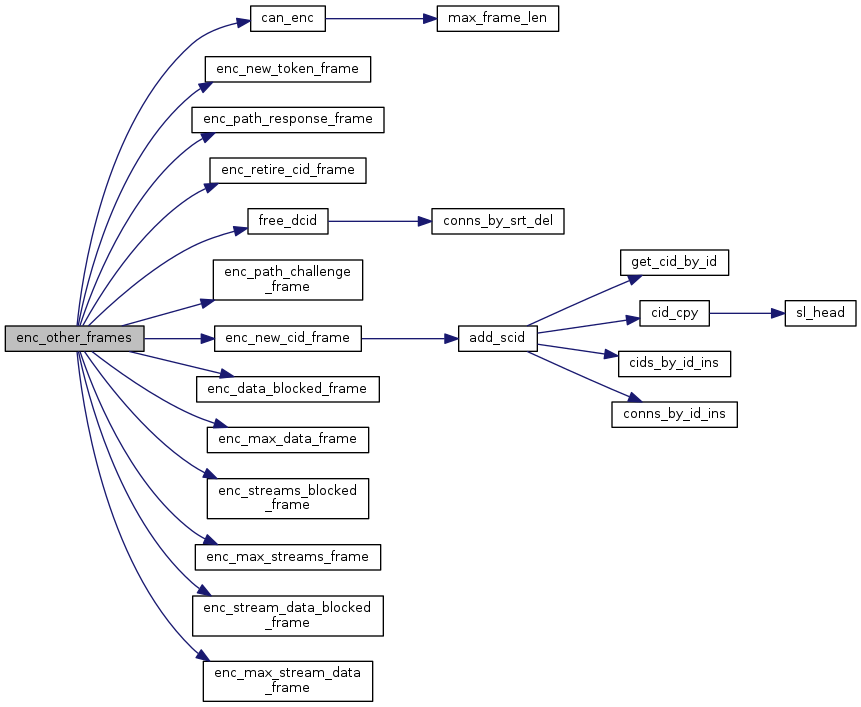 can_enc
max_frame_len
enc_new_token_frame
enc_path_response_frame
enc_retire_cid_frame
free_dcid
conns_by_srt_del
enc_path_challenge
_frame
get_cid_by_id
cid_cpy
sl_head
enc_other_frames
enc_new_cid_frame
add_scid
cids_by_id_ins
enc_data_blocked_frame
conns_by_id_ins
enc_max_data_frame
enc_streams_blocked
_frame
enc_max_streams_frame
enc_stream_data_blocked
_frame
enc_max_stream_data
_frame